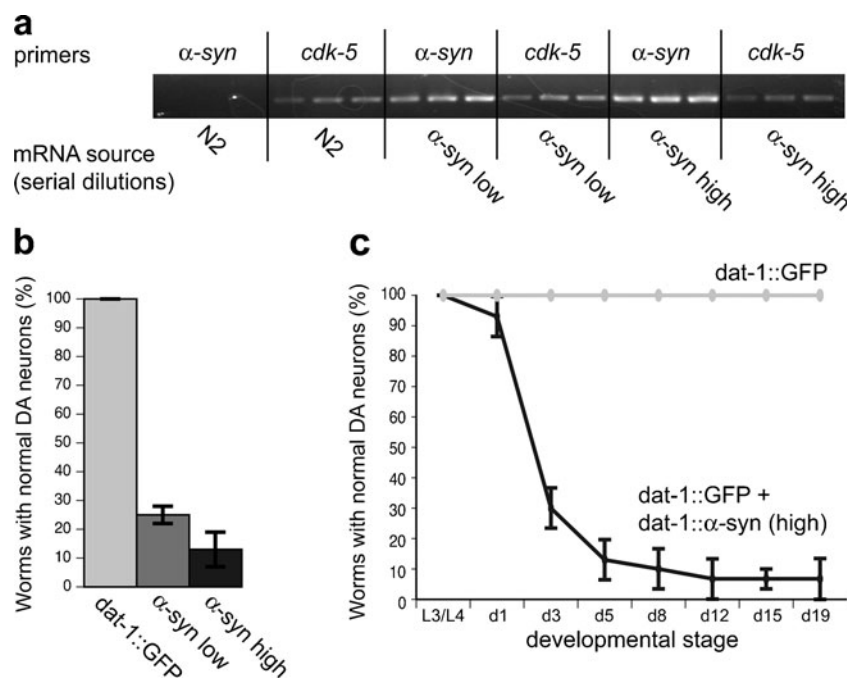 a
primers
α-syn cdk-5 α-syn cdk-5 α-syn cdk-5
mRNA source
(serial dilutions)
N2 N2 α-syn low α-syn low α-syn high α-syn high
b
Worms with normal DA neurons (%)
100
90
80
70
60
50
40
30
20
10
0
dat-1::GFP α-syn low α-syn high
c
Worms with normal DA neurons (%)
100
90
80
70
60
50
40
30
20
10
0
dat-1::GFP
dat-1::GFP +
dat-1::α-syn (high)
L3/L4 d1 d3 d5 d8 d12 d15 d19
developmental stage